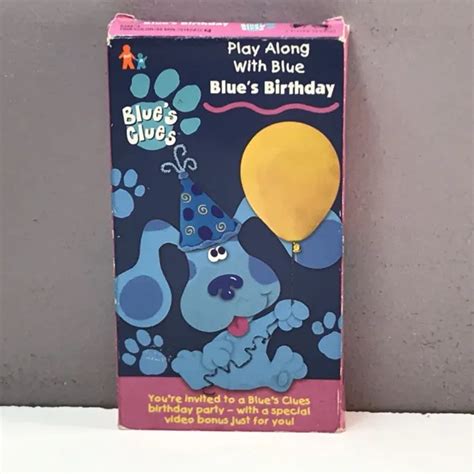 Play Along
With Blue
Blue's Birthday
Blue's
Clues
You're invited to a Blue's Clues
birthday party – with a special
video bonus just for you!